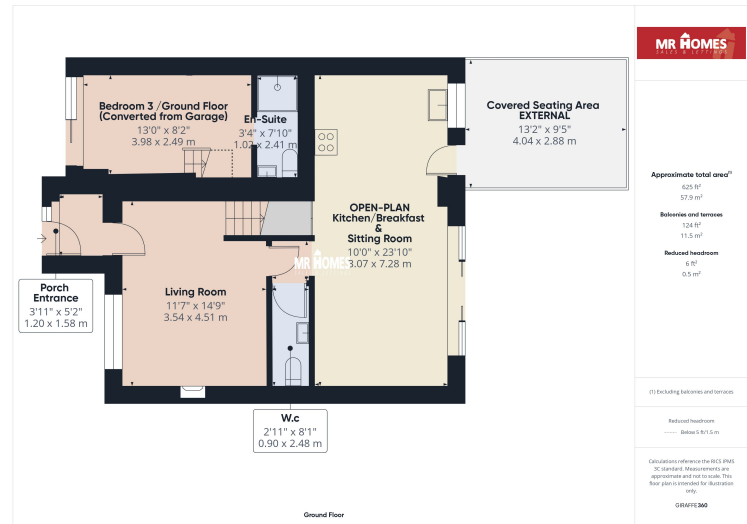 MR HOMES
SALES & LETTINGS
Bedroom 3 /Ground Floor
(Converted from Garage)
13'0" x 8'2"
3.98 x 2.49 m
En-Suite
3'4" x 7'10"
1.02 x 2.41 m
Covered Seating Area
EXTERNAL
13'2" x 9'5"
4.04 x 2.88 m
OPEN-PLAN
Kitchen/Breakfast
&
Sitting Room
10'0" x 23'10"
3.07 x 7.28 m
MR HOMES
Porch
Entrance
3'11" x 5'2"
1.20 x 1.58 m
Living Room
11'7" x 14'9"
3.54 x 4.51 m
W.c
2'11" x 8'1"
0.90 x 2.48 m
Ground Floor
Approximate total area(1)
625 ft²
57.9 m²
Balconies and terraces
124 ft²
11.5 m²
Reduced headroom
6 ft²
0.5 m²
(1) Excluding balconies and terraces
Reduced headroom
Below 5 ft/1.5 m
Calculations reference the RICS IPMS
3C standard. Measurements are
approximate and not to scale. This
floor plan is intended for illustration
only.
GIRAFFE360